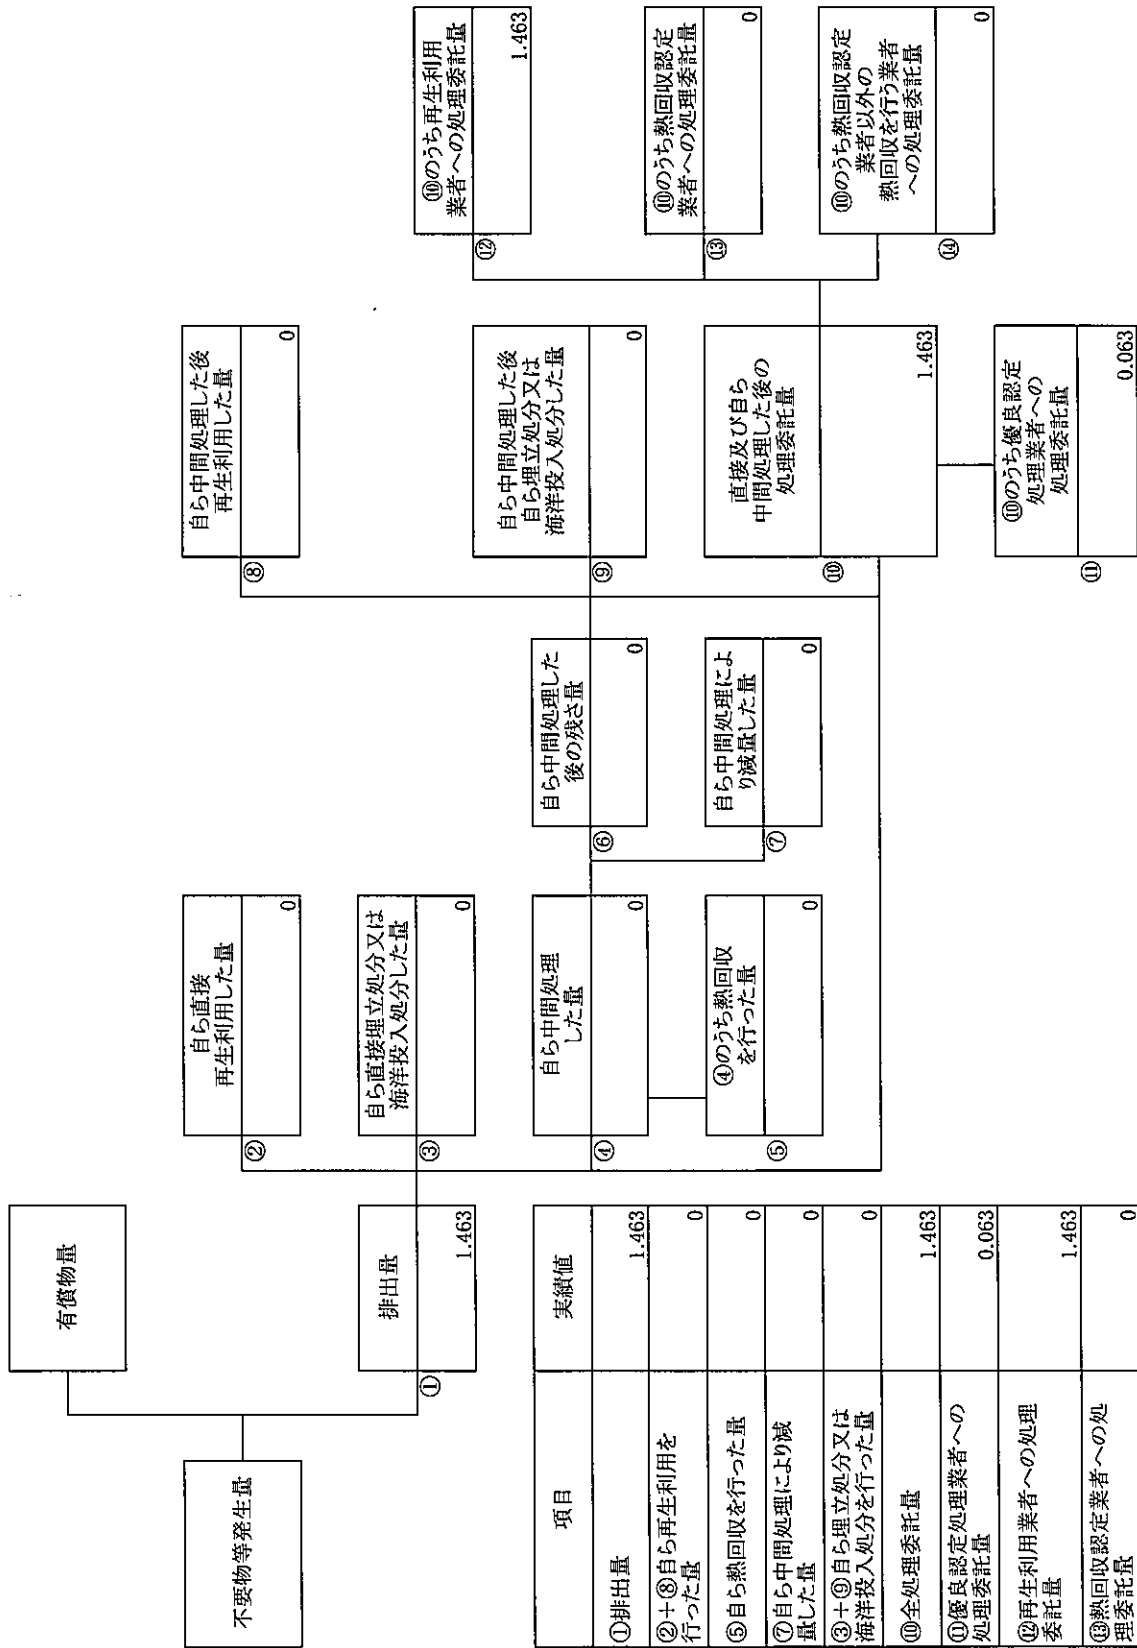 不要物等発生量
有償物量
排出量
①
1.463
自ら直接
再生利用した量
②
0
自ら直接埋立処分又は
海洋投入処分した量
③
0
自ら中間処理
した量
④
0
④のうち熱回収
を行った量
⑤
0
自ら中間処理した
後の残さ量
⑥
0
自ら中間処理によ
り減量した量
⑦
0
自ら中間処理した後
再生利用した量
⑧
0
自ら中間処理した後
自ら埋立処分又は
海洋投入処分した量
⑨
0
直接及び自ら
中間処理した後の
処理委託量
⑩
1.463
⑩のうち優良認定
処理業者への
処理委託量
⑪
0.063
⑩のうち再生利用
業者への処理委託量
⑫
1.463
⑩のうち熱回収認定
業者への処理委託量
⑬
0
⑩のうち熱回収認定
業者以外の
熱回収を行う業者
への処理委託量
⑭
0
項目 実績値
①排出量 1.463
②+⑧自ら再生利用を
行った量 0
⑤自ら熱回収を行った量 0
⑦自ら中間処理により減
量した量 0
③+⑨自ら埋立処分又は
海洋投入処分を行った量 0
⑩全処理委託量 1.463
⑪優良認定処理業者への
処理委託量 0.063
⑫再生利用業者への処理
委託量 1.463
⑬熱回収認定業者への処
理委託量 0